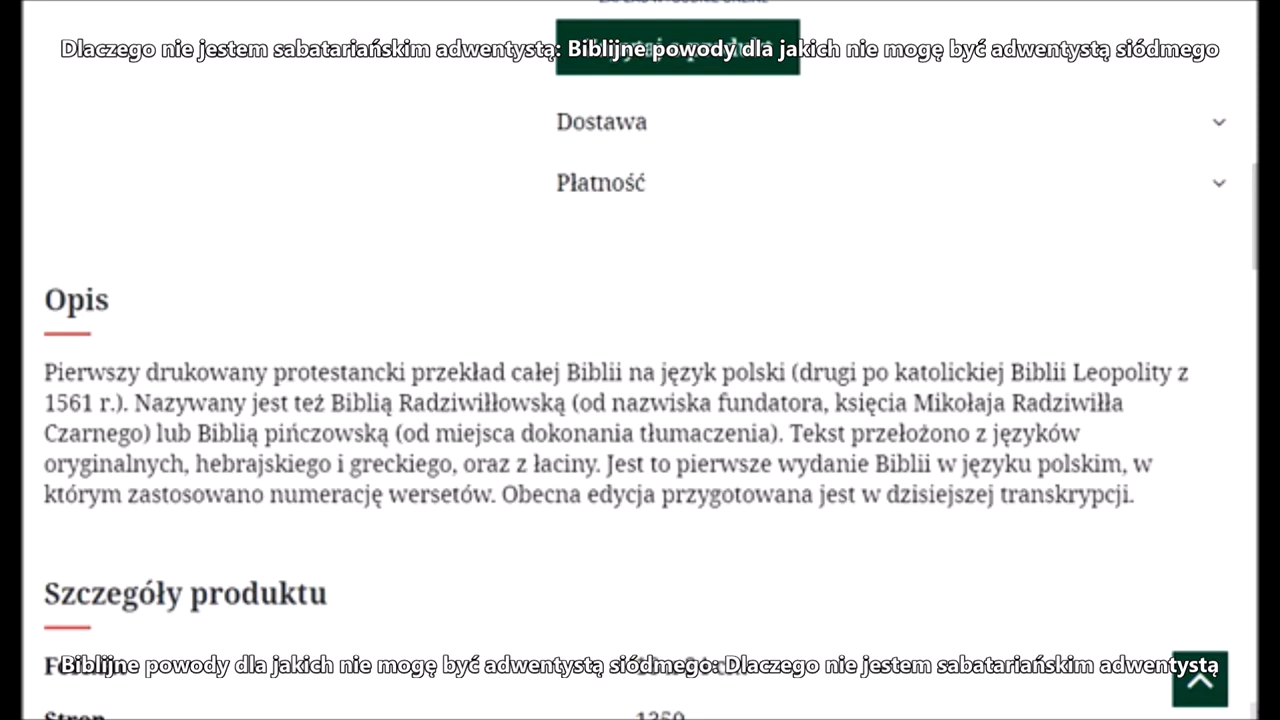 Dlaczego nie jestem sabatariańskim adwentystą: Biblijne powody dla jakich nie mogę być adwentystą siódmego
Dostawa
Płatność
Opis
Pierwszy drukowany protestancki przekład całej Biblii na język polski (drugi po katolickiej Biblii Leopolity z
1561 r.). Nazywany jest też Biblią Radziwiłłowską (od nazwiska fundatora, księcia Mikołaja Radziwiłła
Czarnego) lub Biblią pińczowską (od miejsca dokonania tłumaczenia). Tekst przełożono z języków
oryginalnych, hebrajskiego i greckiego, oraz z łaciny. Jest to pierwsze wydanie Biblii w języku polskim, w
którym zastosowano numerację wersetów. Obecna edycja przygotowana jest w dzisiejszej transkrypcji.
Szczegóły produktu
Biblijne powody dla jakich nie mogę być adwentystą siódmego: Dlaczego nie jestem sabatariańskim adwentystą
Stron 1350